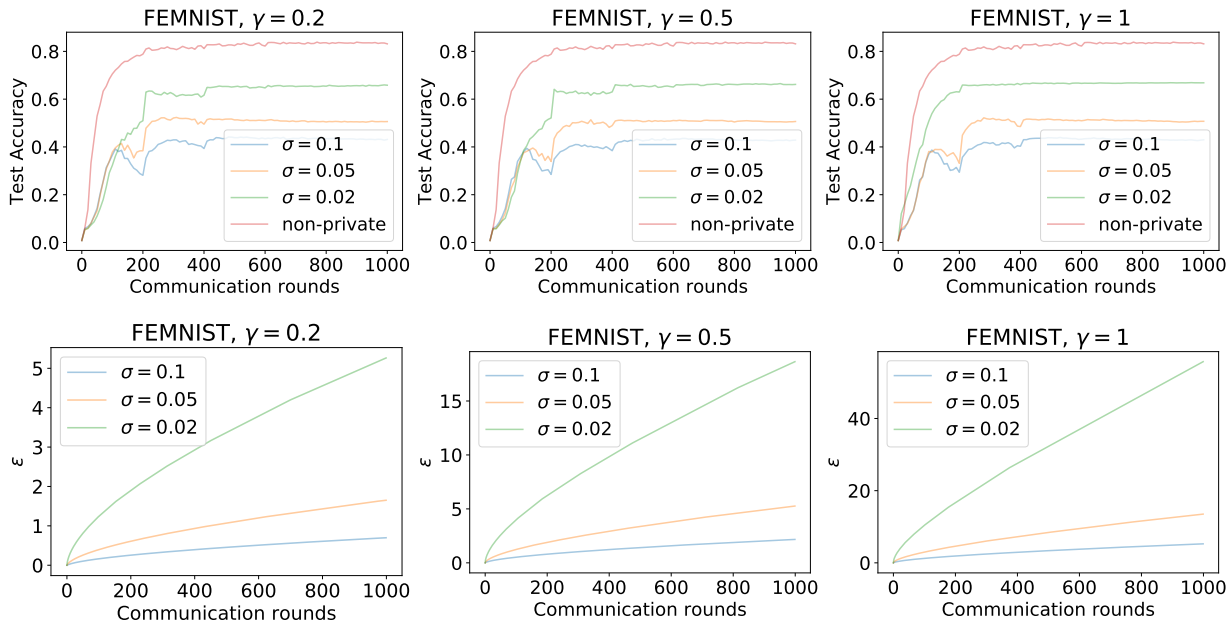 FEMNIST, γ = 0.2
Test Accuracy
0.8
0.6
0.4
0.2
0.0
σ = 0.1
σ = 0.05
σ = 0.02
non-private
0 200 400 600 800 1000
Communication rounds
FEMNIST, γ = 0.5
Test Accuracy
0.8
0.6
0.4
0.2
0.0
σ = 0.1
σ = 0.05
σ = 0.02
non-private
0 200 400 600 800 1000
Communication rounds
FEMNIST, γ = 1
Test Accuracy
0.8
0.6
0.4
0.2
0.0
σ = 0.1
σ = 0.05
σ = 0.02
non-private
0 200 400 600 800 1000
Communication rounds
FEMNIST, γ = 0.2
ε
5
4
3
2
1
0
σ = 0.1
σ = 0.05
σ = 0.02
0 200 400 600 800 1000
Communication rounds
FEMNIST, γ = 0.5
ε
15
10
5
0
σ = 0.1
σ = 0.05
σ = 0.02
0 200 400 600 800 1000
Communication rounds
FEMNIST, γ = 1
ε
40
20
0
σ = 0.1
σ = 0.05
σ = 0.02
0 200 400 600 800 1000
Communication rounds